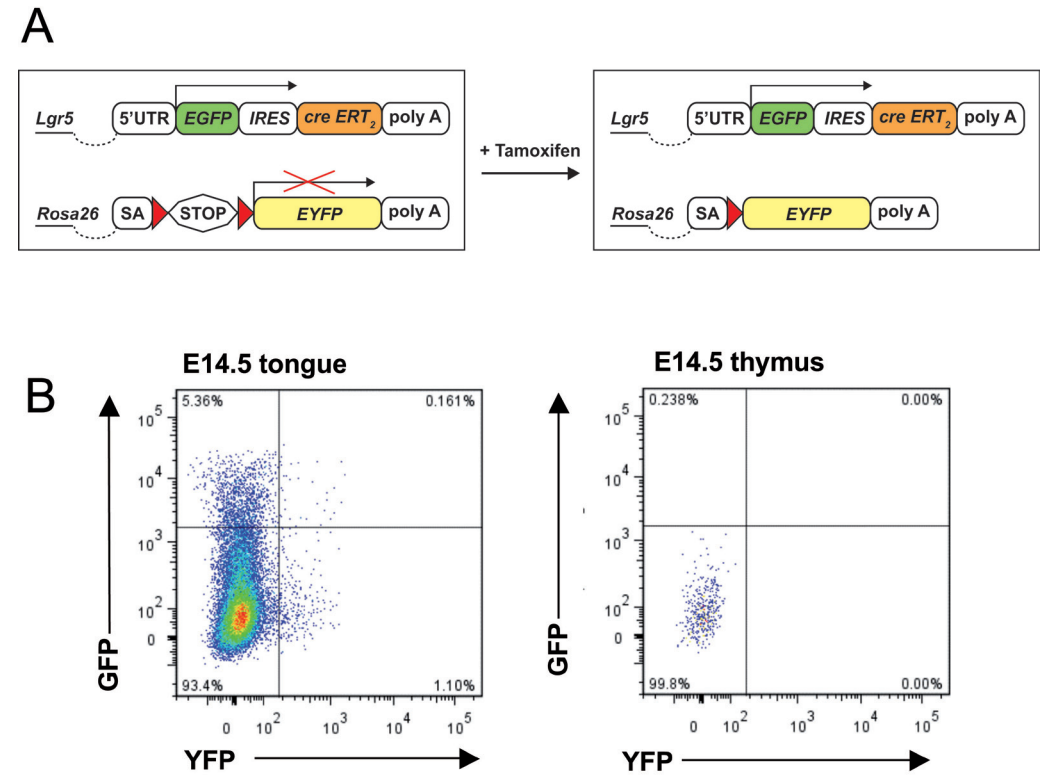 A
Lgr5 5'UTR EGFP IRES cre ERT2 poly A
Rosa26 SA STOP EYFP poly A
+ Tamoxifen
Lgr5 5'UTR EGFP IRES cre ERT2 poly A
Rosa26 SA EYFP poly A
B
E14.5 tongue
5.36% 0.161%
10^5
10^4
10^3
10^2
0
93.4% 1.10%
0 10^2 10^3 10^4 10^5
GFP
YFP
E14.5 thymus
0.238% 0.00%
10^5
10^4
10^3
10^2
0
99.8% 0.00%
0 10^2 10^3 10^4 10^5
GFP
YFP